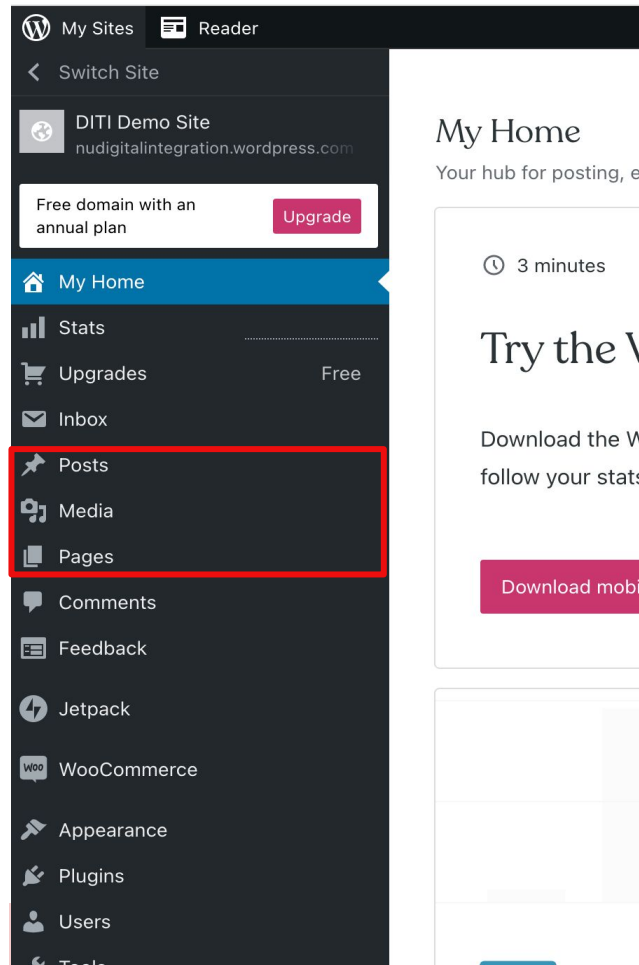 My Sites Reader
Switch Site
DITI Demo Site
nudigitalintegration.wordpress.com
Free domain with an
annual plan
Upgrade
My Home
Stats
Upgrades Free
Inbox
Posts
Media
Pages
Comments
Feedback
Jetpack
Woo WooCommerce
Appearance
Plugins
Users
Tools
My Home
Your hub for posting, e
3 minutes
Try the
Download the W
follow your stats
Download mobi